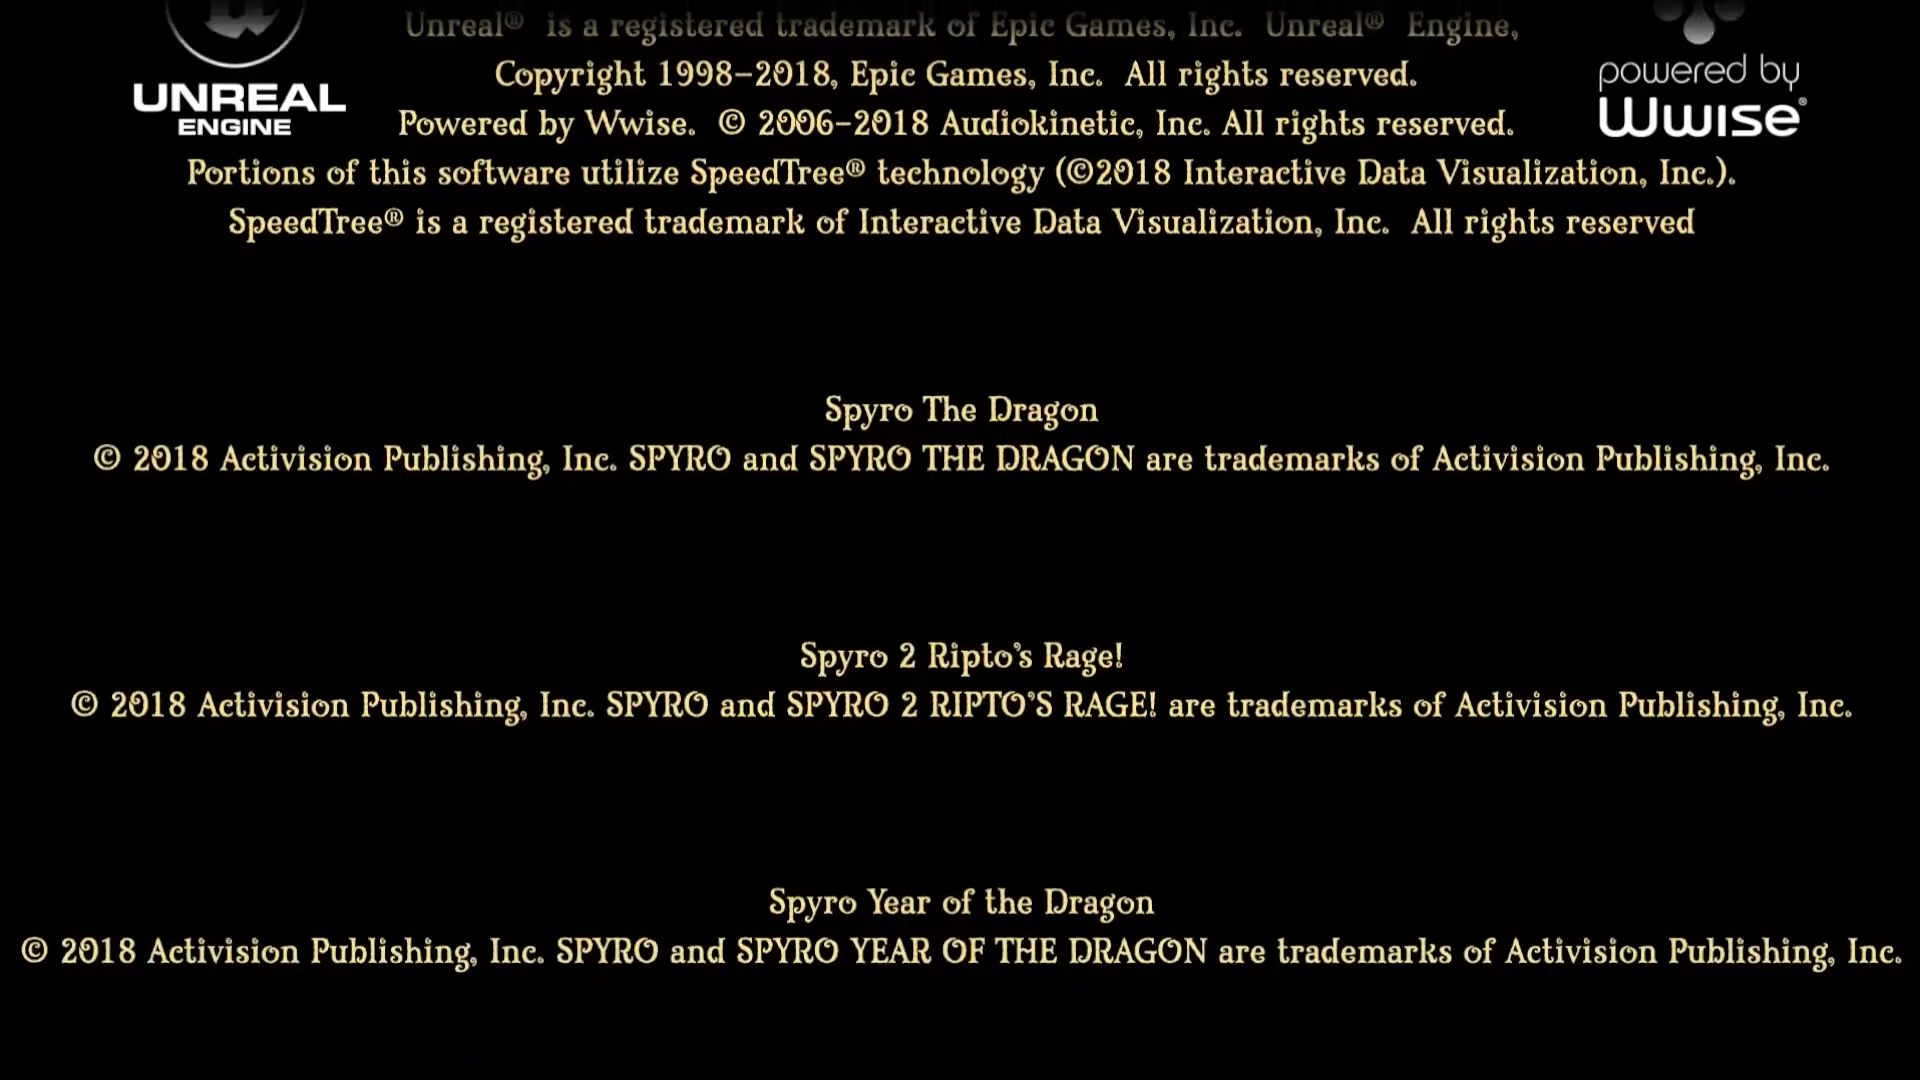 Unreal® is a registered trademark of Epic Games, Inc. Unreal® Engine,
Copyright 1998–2018, Epic Games, Inc. All rights reserved.
UNREAL
ENGINE
powered by
Wwise®
Powered by Wwise. © 2006–2018 Audiokinetic, Inc. All rights reserved.
Portions of this software utilize SpeedTree® technology (©2018 Interactive Data Visualization, Inc.).
SpeedTree® is a registered trademark of Interactive Data Visualization, Inc. All rights reserved
Spyro The Dragon
© 2018 Activision Publishing, Inc. SPYRO and SPYRO THE DRAGON are trademarks of Activision Publishing, Inc.
Spyro 2 Ripto's Rage!
© 2018 Activision Publishing, Inc. SPYRO and SPYRO 2 RIPTO'S RAGE! are trademarks of Activision Publishing, Inc.
Spyro Year of the Dragon
© 2018 Activision Publishing, Inc. SPYRO and SPYRO YEAR OF THE DRAGON are trademarks of Activision Publishing, Inc.